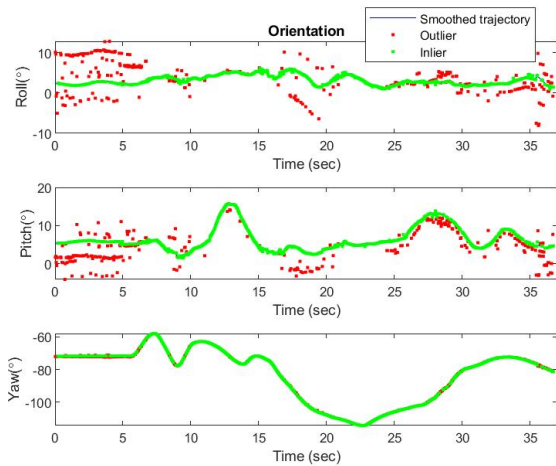 Orientation
Smoothed trajectory
Outlier
Inlier
10
0
-10
Roll(°)
0 5 10 15 20 25 30 35
Time (sec)
20
10
0
Pitch(°)
0 5 10 15 20 25 30 35
Time (sec)
-60
-80
-100
Yaw(°)
0 5 10 15 20 25 30 35
Time (sec)